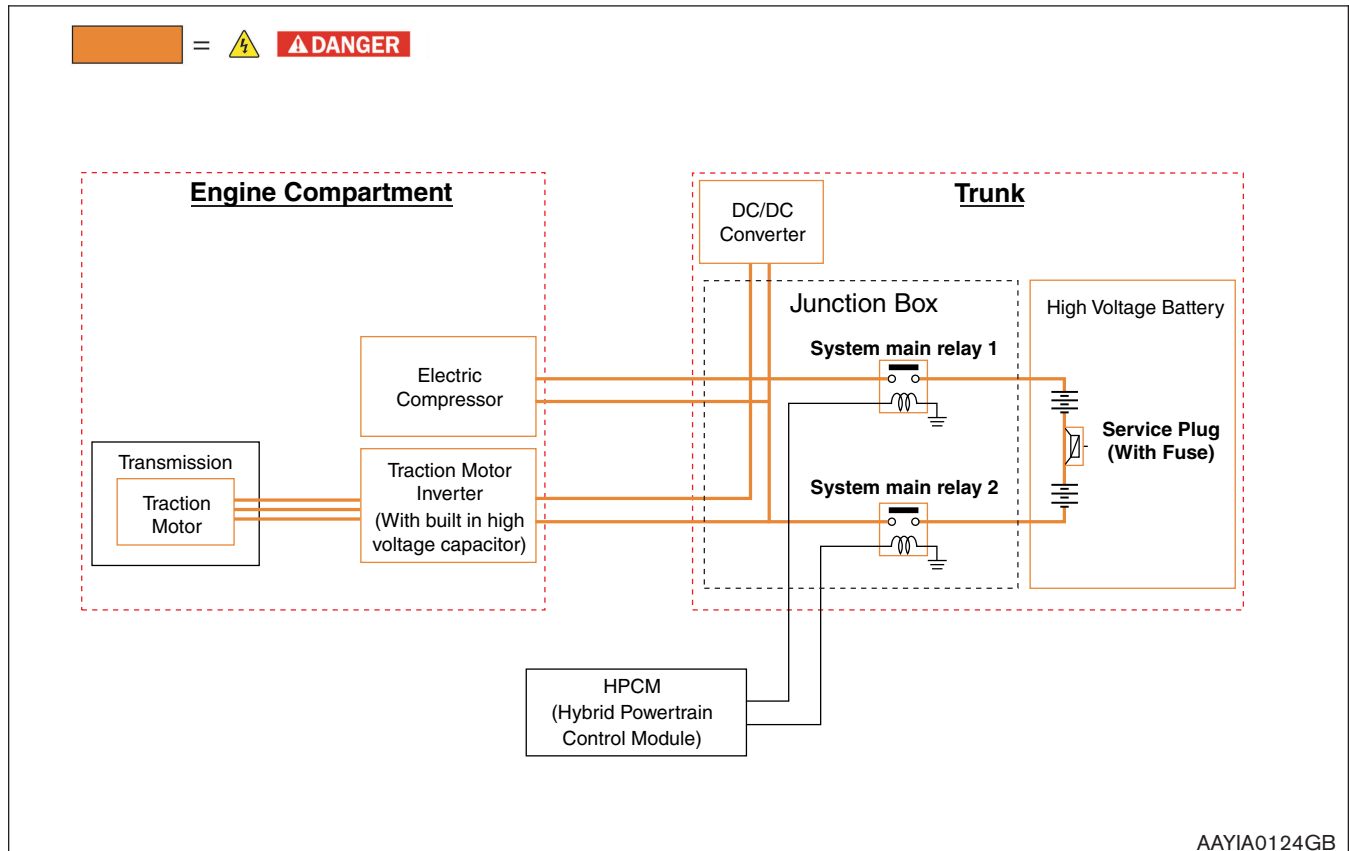 = DANGER
Engine Compartment
Trunk
DC/DC
Converter
Junction Box
High Voltage Battery
System main relay 1
Electric
Compressor
Service Plug
(With Fuse)
Transmission
Traction
Motor
Traction Motor
Inverter
(With built in high
voltage capacitor)
System main relay 2
HPCM
(Hybrid Powertrain
Control Module)
AAYIA0124GB